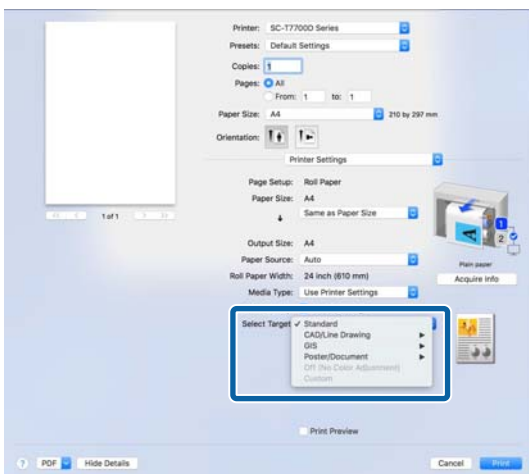 Printer: SC-T7700D Series
Presets: Default Settings
Copies: 1
Pages: All
From: 1 to: 1
Paper Size: A4 210 by 297 mm
Orientation:
Printer Settings
Page Setup: Roll Paper
Paper Size: A4
Same as Paper Size
1 of 1
Output Size: A4
Paper Source: Auto
Roll Paper Width: 24 inch (610 mm)
Media Type: Use Printer Settings
1
2
Plain paper
Acquire Info
Select Target ✓ Standard
CAD/Line Drawing
GIS
Poster/Document
Off (No Color Adjustment)
Custom
Print Preview
? PDF Hide Details Cancel Print